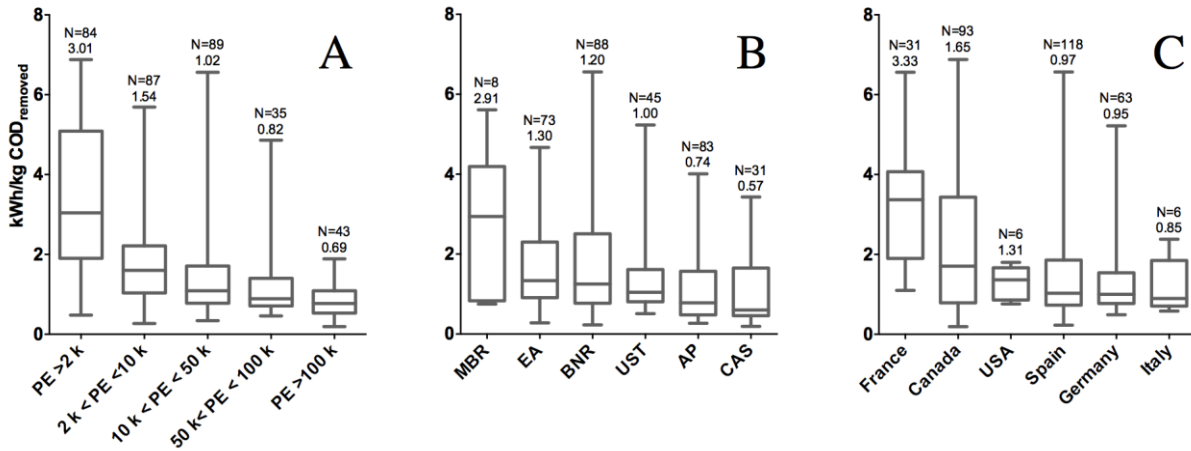 kWh/kg CODremoved
8
6
4
2
0
A
N=84
3.01
N=87
1.54
N=89
1.02
N=35
0.82
N=43
0.69
PE >2 k
2 k < PE <10 k
10 k < PE < 50 k
50 k< PE < 100 k
PE >100 k
8
6
4
2
0
B
N=8
2.91
N=73
1.30
N=88
1.20
N=45
1.00
N=83
0.74
N=31
0.57
MBR
EA
BNR
UST
AP
CAS
8
6
4
2
0
C
N=31
3.33
N=93
1.65
N=6
1.31
N=118
0.97
N=63
0.95
N=6
0.85
France
Canada
USA
Spain
Germany
Italy